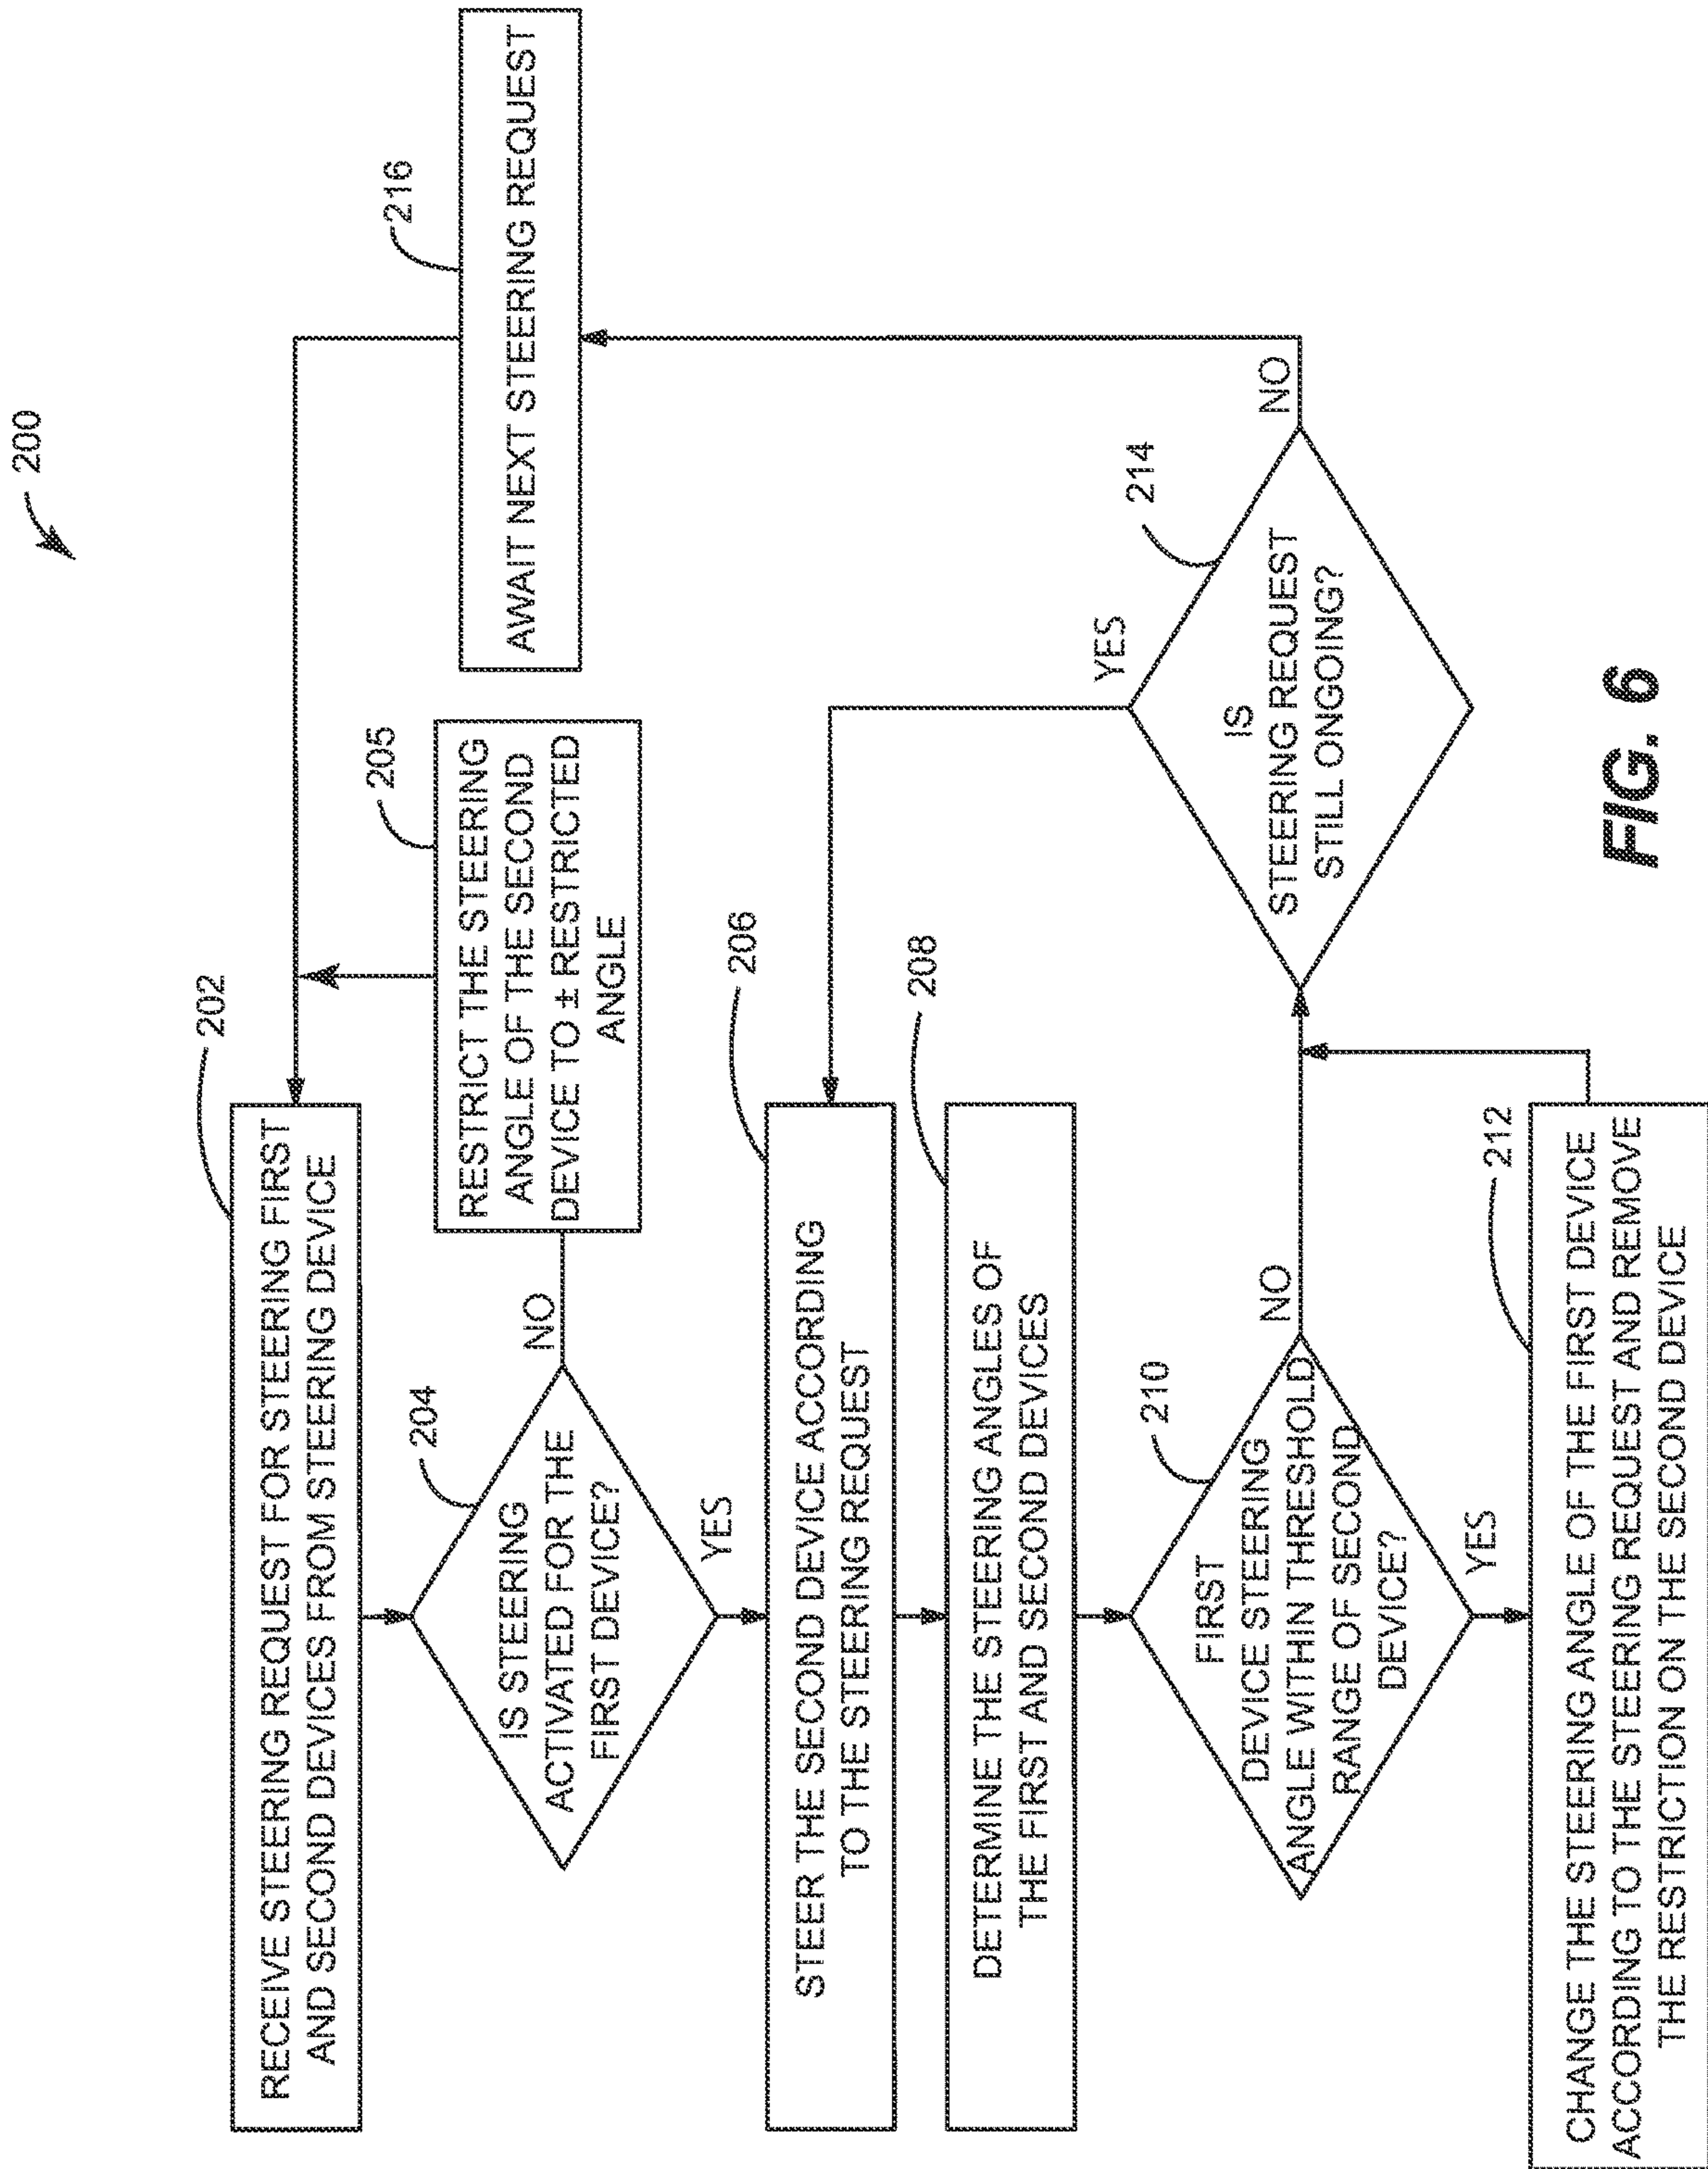 200
202
RECEIVE STEERING REQUEST FOR STEERING FIRST
AND SECOND DEVICES FROM STEERING DEVICE
204
IS STEERING
ACTIVATED FOR THE
FIRST DEVICE?
NO
YES
205
RESTRICT THE STEERING
ANGLE OF THE SECOND
DEVICE TO ± RESTRICTED
ANGLE
216
AWAIT NEXT STEERING REQUEST
206
STEER THE SECOND DEVICE ACCORDING
TO THE STEERING REQUEST
208
DETERMINE THE STEERING ANGLES OF
THE FIRST AND SECOND DEVICES
210
FIRST
DEVICE STEERING
ANGLE WITHIN THRESHOLD
RANGE OF SECOND
DEVICE?
NO
YES
214
IS
STEERING REQUEST
STILL ONGOING?
YES
NO
212
CHANGE THE STEERING ANGLE OF THE FIRST DEVICE
ACCORDING TO THE STEERING REQUEST AND REMOVE
THE RESTRICTION ON THE SECOND DEVICE
FIG. 6